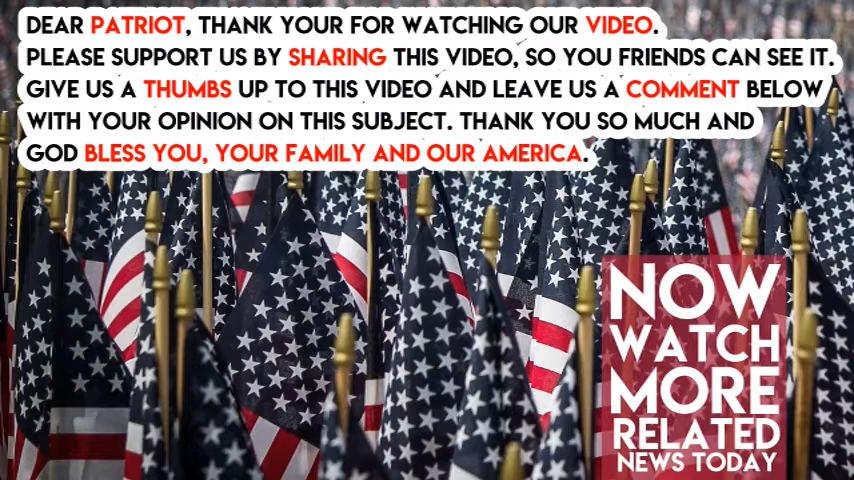 DEAR PATRIOT, THANK YOUR FOR WATCHING OUR VIDEO.
PLEASE SUPPORT US BY SHARING THIS VIDEO, SO YOU FRIENDS CAN SEE IT.
GIVE US A THUMBS UP TO THIS VIDEO AND LEAVE US A COMMENT BELOW
WITH YOUR OPINION ON THIS SUBJECT. THANK YOU SO MUCH AND
GOD BLESS YOU, YOUR FAMILY AND OUR AMERICA.
NOW
WATCH
MORE
RELATED
NEWS TODAY